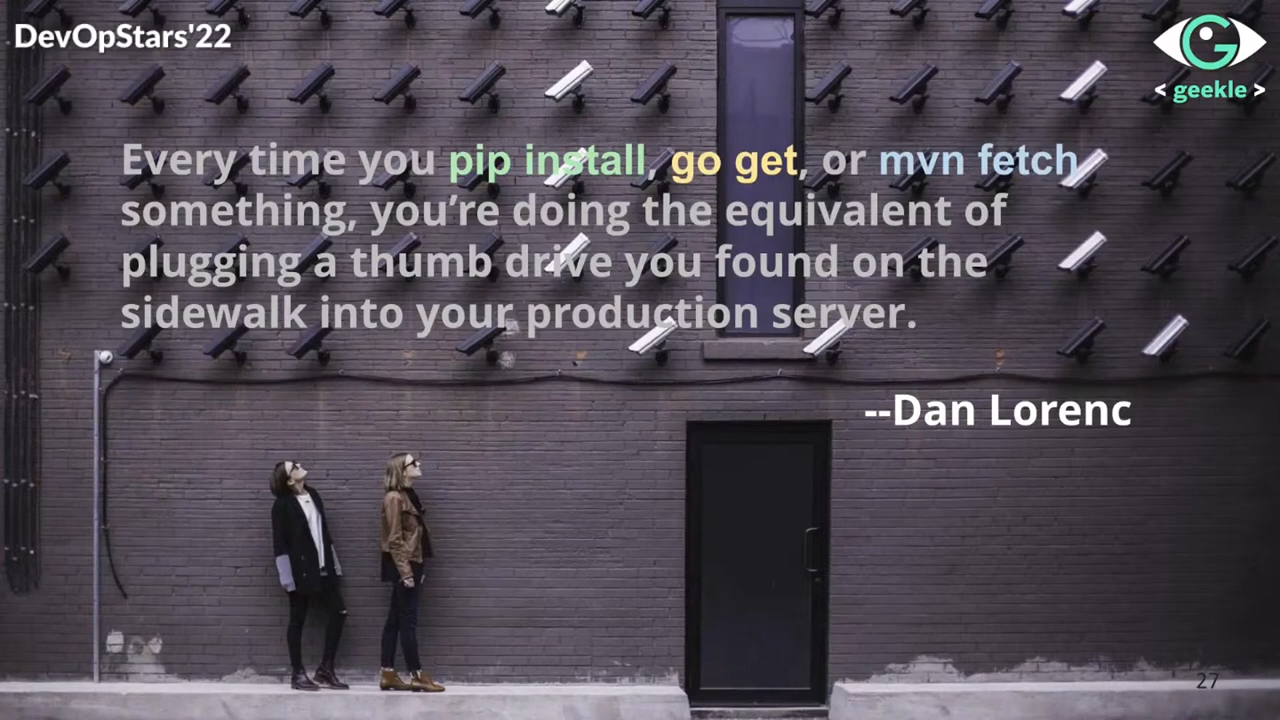 DevOpStars'22
< geekle >
Every time you pip install, go get, or mvn fetch
something, you’re doing the equivalent of
plugging a thumb drive you found on the
sidewalk into your production server.
--Dan Lorenc
27